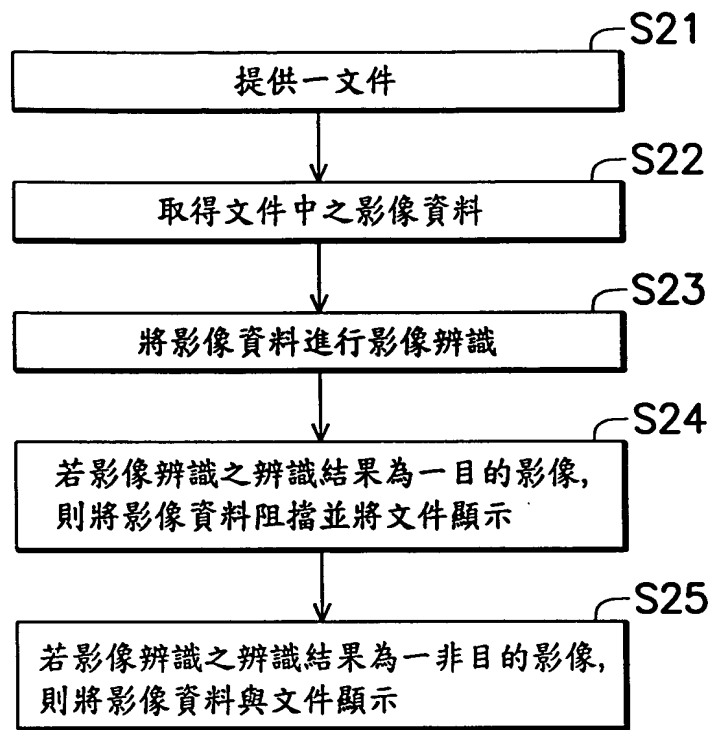 S21
提供一文件
S22
取得文件中之影像資料
S23
將影像資料進行影像辨識
S24
若影像辨識之辨識結果為一目的影像,
則將影像資料阻擋並將文件顯示
S25
若影像辨識之辨識結果為一非目的影像,
則將影像資料與文件顯示